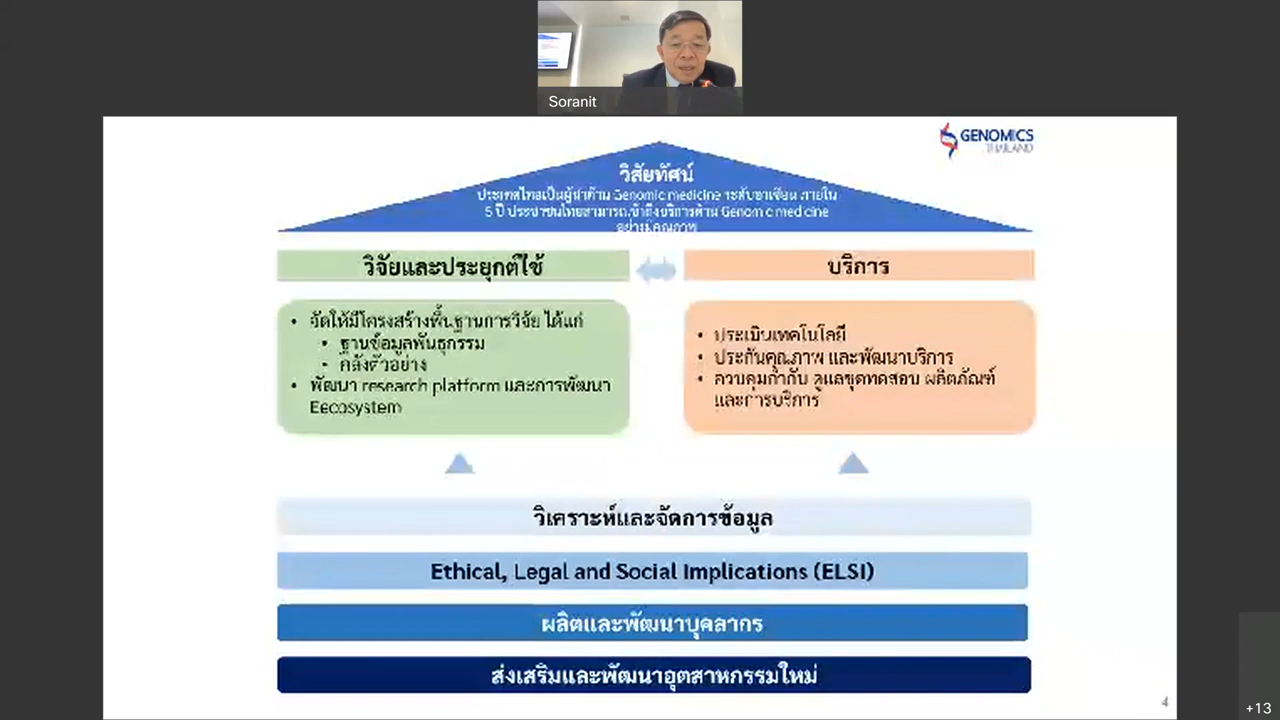 Soranit
GENOMICS
THAILAND
วิสัยทัศน์
ประเทศไทยเป็นผู้นำด้าน Genomic medicine ระดับอาเซียน ภายใน
5 ปี ประชาชนไทยสามารถเข้าถึงบริการด้าน Genomic medicine
อย่างมีคุณภาพ
วิจัยและประยุกต์ใช้
บริการ
• จัดให้มีโครงสร้างพื้นฐานการวิจัย ได้แก่
• ฐานข้อมูลพันธุกรรม
• คลังตัวอย่าง
• พัฒนา research platform และการพัฒนา
Eecosystem
• ประเมินเทคโนโลยี
• ประกันคุณภาพ และพัฒนาบริการ
• ควบคุมกำกับ ดูแลชุดทดสอบ ผลิตภัณฑ์
และการบริการ
วิเคราะห์และจัดการข้อมูล
Ethical, Legal and Social Implications (ELSI)
ผลิตและพัฒนาบุคลากร
ส่งเสริมและพัฒนาอุตสาหกรรมใหม่
4
+13